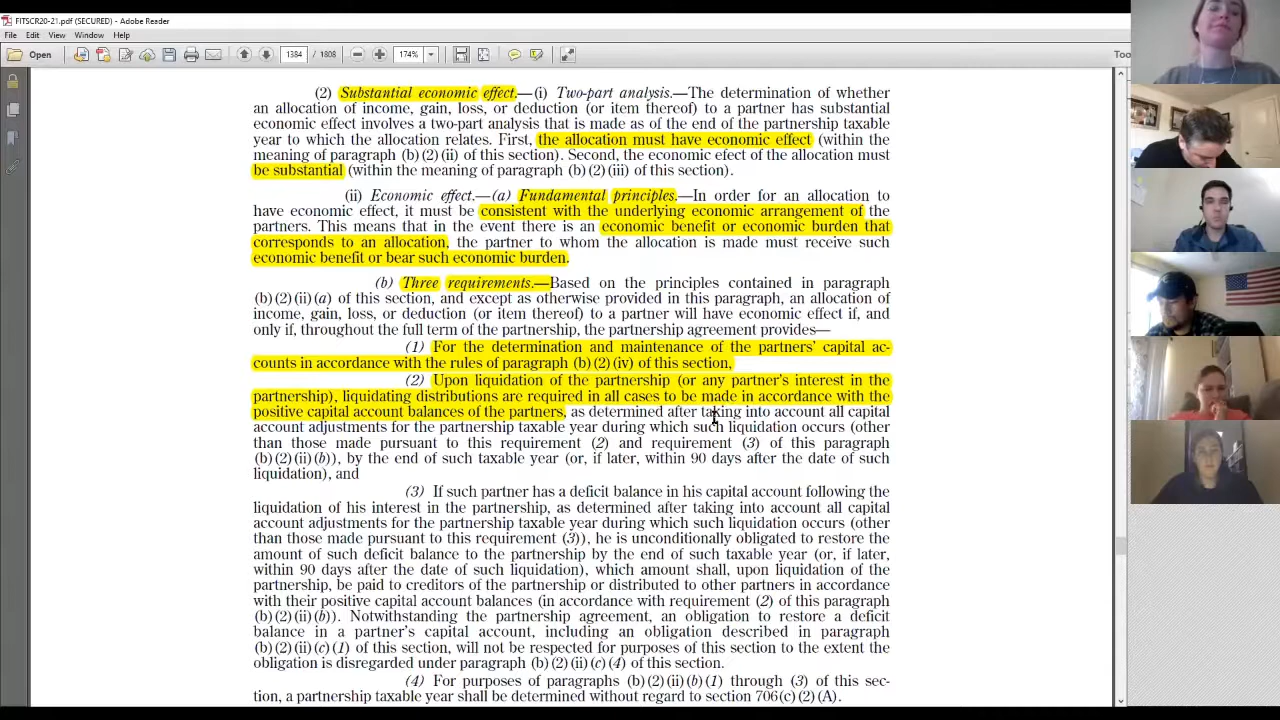 FITSCR20-21.pdf (SECURED) - Adobe Reader
File Edit View Window Help
Open 1384 / 1808 174% Too
(2) Substantial economic effect.—(i) Two-part analysis.—The determination of whether
an allocation of income, gain, loss, or deduction (or item thereof) to a partner has substantial
economic effect involves a two-part analysis that is made as of the end of the partnership taxable
year to which the allocation relates. First, the allocation must have economic effect (within the
meaning of paragraph (b)(2)(ii) of this section). Second, the economic efect of the allocation must
be substantial (within the meaning of paragraph (b)(2)(iii) of this section).
(ii) Economic effect.—(a) Fundamental principles.—In order for an allocation to
have economic effect, it must be consistent with the underlying economic arrangement of the
partners. This means that in the event there is an economic benefit or economic burden that
corresponds to an allocation, the partner to whom the allocation is made must receive such
economic benefit or bear such economic burden.
(b) Three requirements.—Based on the principles contained in paragraph
(b)(2)(ii)(a) of this section, and except as otherwise provided in this paragraph, an allocation of
income, gain, loss, or deduction (or item thereof) to a partner will have economic effect if, and
only if, throughout the full term of the partnership, the partnership agreement provides—
(1) For the determination and maintenance of the partners' capital ac-
counts in accordance with the rules of paragraph (b)(2)(iv) of this section,
(2) Upon liquidation of the partnership (or any partner's interest in the
partnership), liquidating distributions are required in all cases to be made in accordance with the
positive capital account balances of the partners, as determined after taking into account all capital
account adjustments for the partnership taxable year during which such liquidation occurs (other
than those made pursuant to this requirement (2) and requirement (3) of this paragraph
(b)(2)(ii)(b)), by the end of such taxable year (or, if later, within 90 days after the date of such
liquidation), and
(3) If such partner has a deficit balance in his capital account following the
liquidation of his interest in the partnership, as determined after taking into account all capital
account adjustments for the partnership taxable year during which such liquidation occurs (other
than those made pursuant to this requirement (3)), he is unconditionally obligated to restore the
amount of such deficit balance to the partnership by the end of such taxable year (or, if later,
within 90 days after the date of such liquidation), which amount shall, upon liquidation of the
partnership, be paid to creditors of the partnership or distributed to other partners in accordance
with their positive capital account balances (in accordance with requirement (2) of this paragraph
(b)(2)(ii)(b)). Notwithstanding the partnership agreement, an obligation to restore a deficit
balance in a partner's capital account, including an obligation described in paragraph
(b)(2)(ii)(c)(1) of this section, will not be respected for purposes of this section to the extent the
obligation is disregarded under paragraph (b)(2)(ii)(c)(4) of this section.
(4) For purposes of paragraphs (b)(2)(ii)(b)(1) through (3) of this sec-
tion, a partnership taxable year shall be determined without regard to section 706(c)(2)(A).